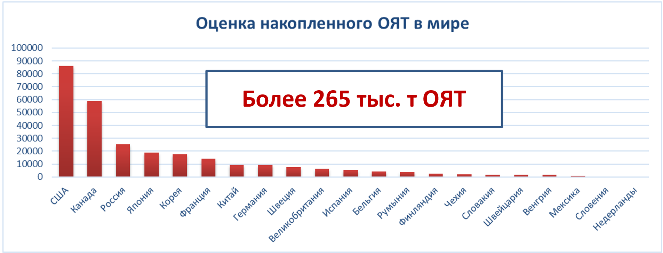 Оценка накопленного ОЯТ в мире
100000
90000
80000
70000
60000
50000
40000
30000
20000
10000
0
Более 265 тыс. т ОЯТ
США
Канада
Россия
Япония
Корея
Франция
Китай
Германия
Швеция
Великобритания
Испания
Бельгия
Румыния
Финляндия
Чехия
Словакия
Швейцария
Венгрия
Мексика
Словения
Нидерланды